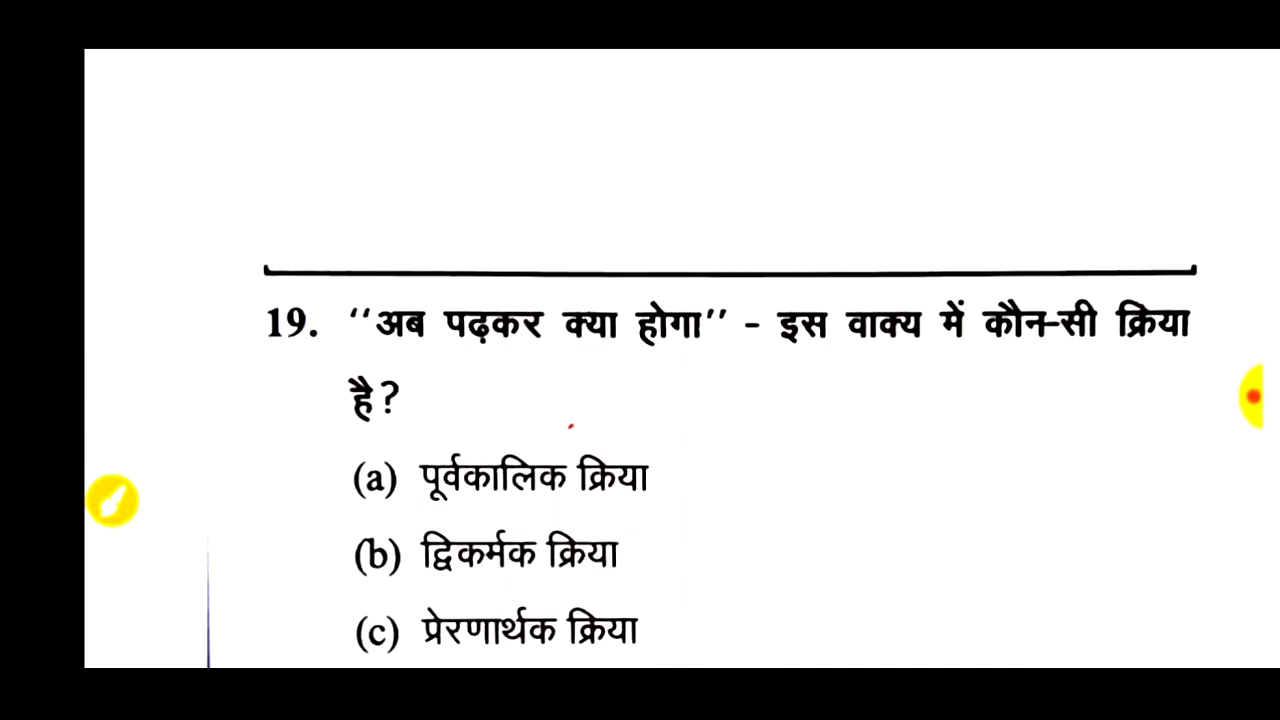 19. ‘‘अब पढ़कर क्या होगा’’ - इस वाक्य में कौन-सी क्रिया
है?
(a) पूर्वकालिक क्रिया
(b) द्विकर्मक क्रिया
(c) प्रेरणार्थक क्रिया